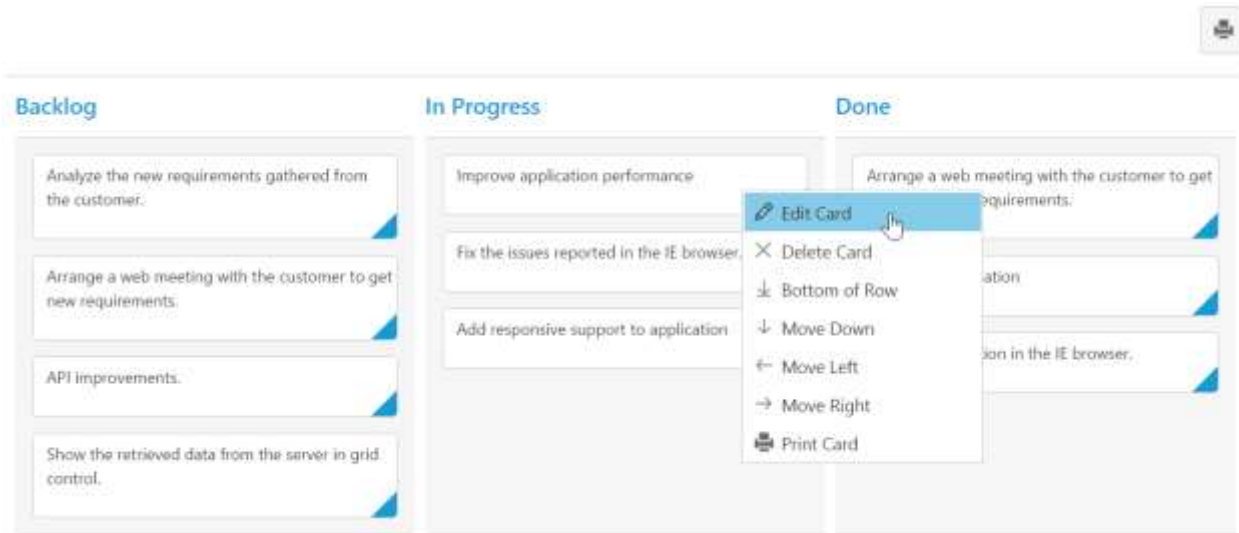 Backlog
In Progress
Done
Analyze the new requirements gathered from
the customer.
Arrange a web meeting with the customer to get
new requirements.
API improvements.
Show the retrieved data from the server in grid
control.
Improve application performance
Fix the issues reported in the IE browser.
Add responsive support to application
Edit Card
Delete Card
Bottom of Row
Move Down
Move Left
Move Right
Print Card
Arrange a web meeting with the customer to get
requirements.
in the IE browser.